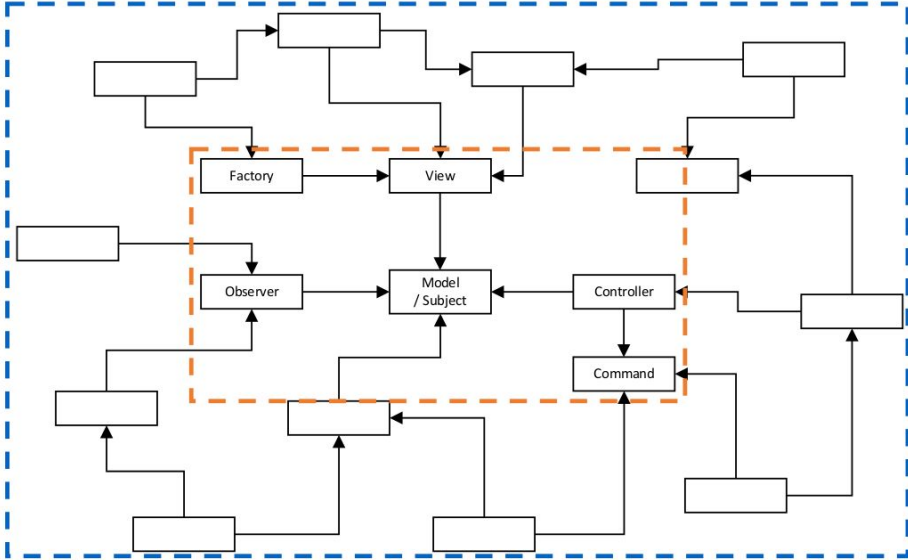 Factory
View
Observer
Model
/ Subject
Controller
Command